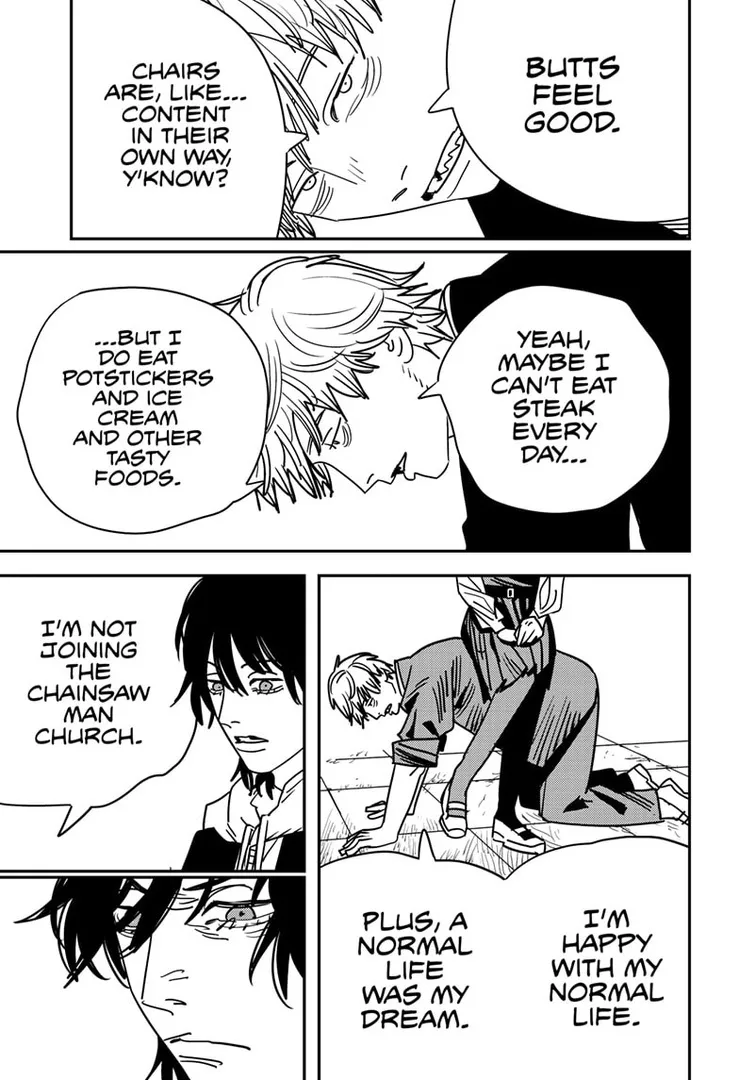 BUTTS
FEEL
GOOD.
CHAIRS
ARE, LIKE...
CONTENT
IN THEIR
OWN WAY,
Y'KNOW?
YEAH,
MAYBE I
CAN'T EAT
STEAK
EVERY
DAY...
...BUT I
DO EAT
POTSTICKERS
AND ICE
CREAM
AND OTHER
TASTY
FOODS.
I'M
HAPPY
WITH MY
NORMAL
LIFE.
PLUS, A
NORMAL
LIFE
WAS MY
DREAM.
I'M NOT
JOINING
THE
CHAINSAW
MAN
CHURCH.